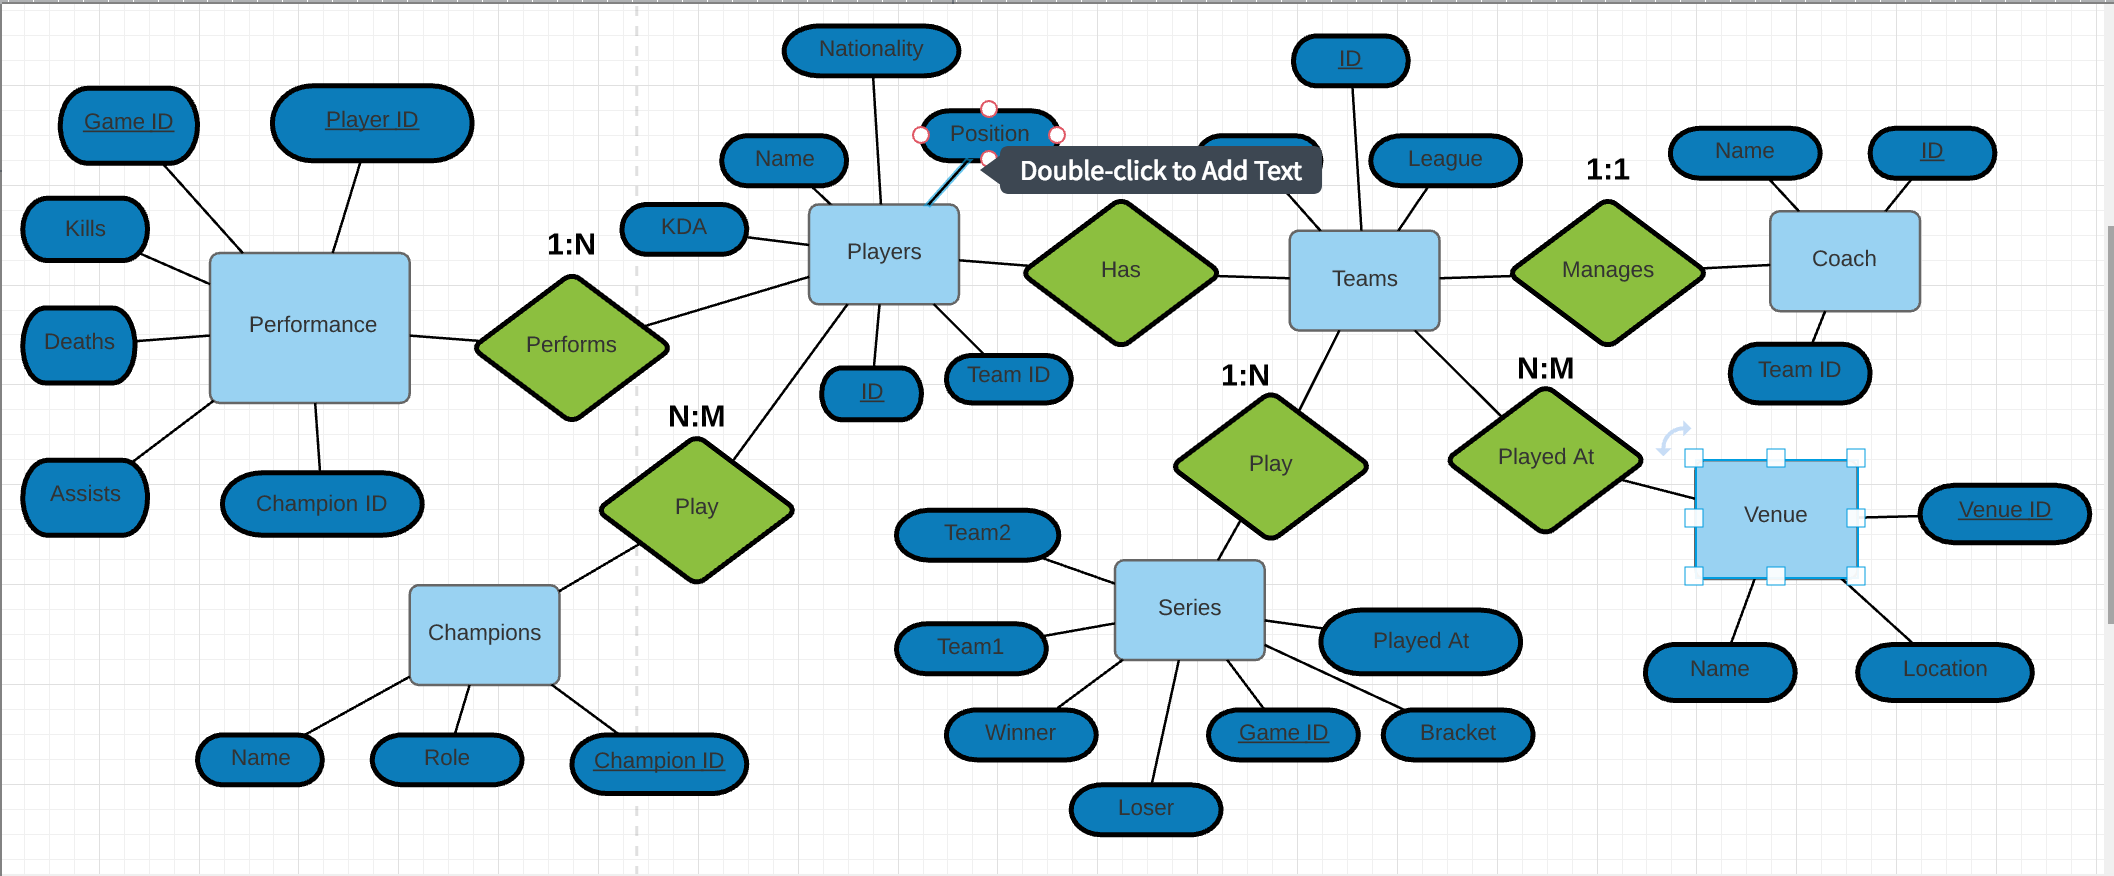 Nationality
ID
Game ID
Player ID
Position
Name
League
1:1
Name
ID
Double-click to Add Text
Kills
KDA
1:N
Players
Has
Teams
Manages
Coach
Performance
Performs
Deaths
ID
Team ID
1:N
N:M
Team ID
N:M
Play
Played At
Assists
Champion ID
Play
Venue
Venue ID
Team2
Series
Champions
Team1
Played At
Name
Location
Winner
Game ID
Bracket
Name
Role
Champion ID
Loser